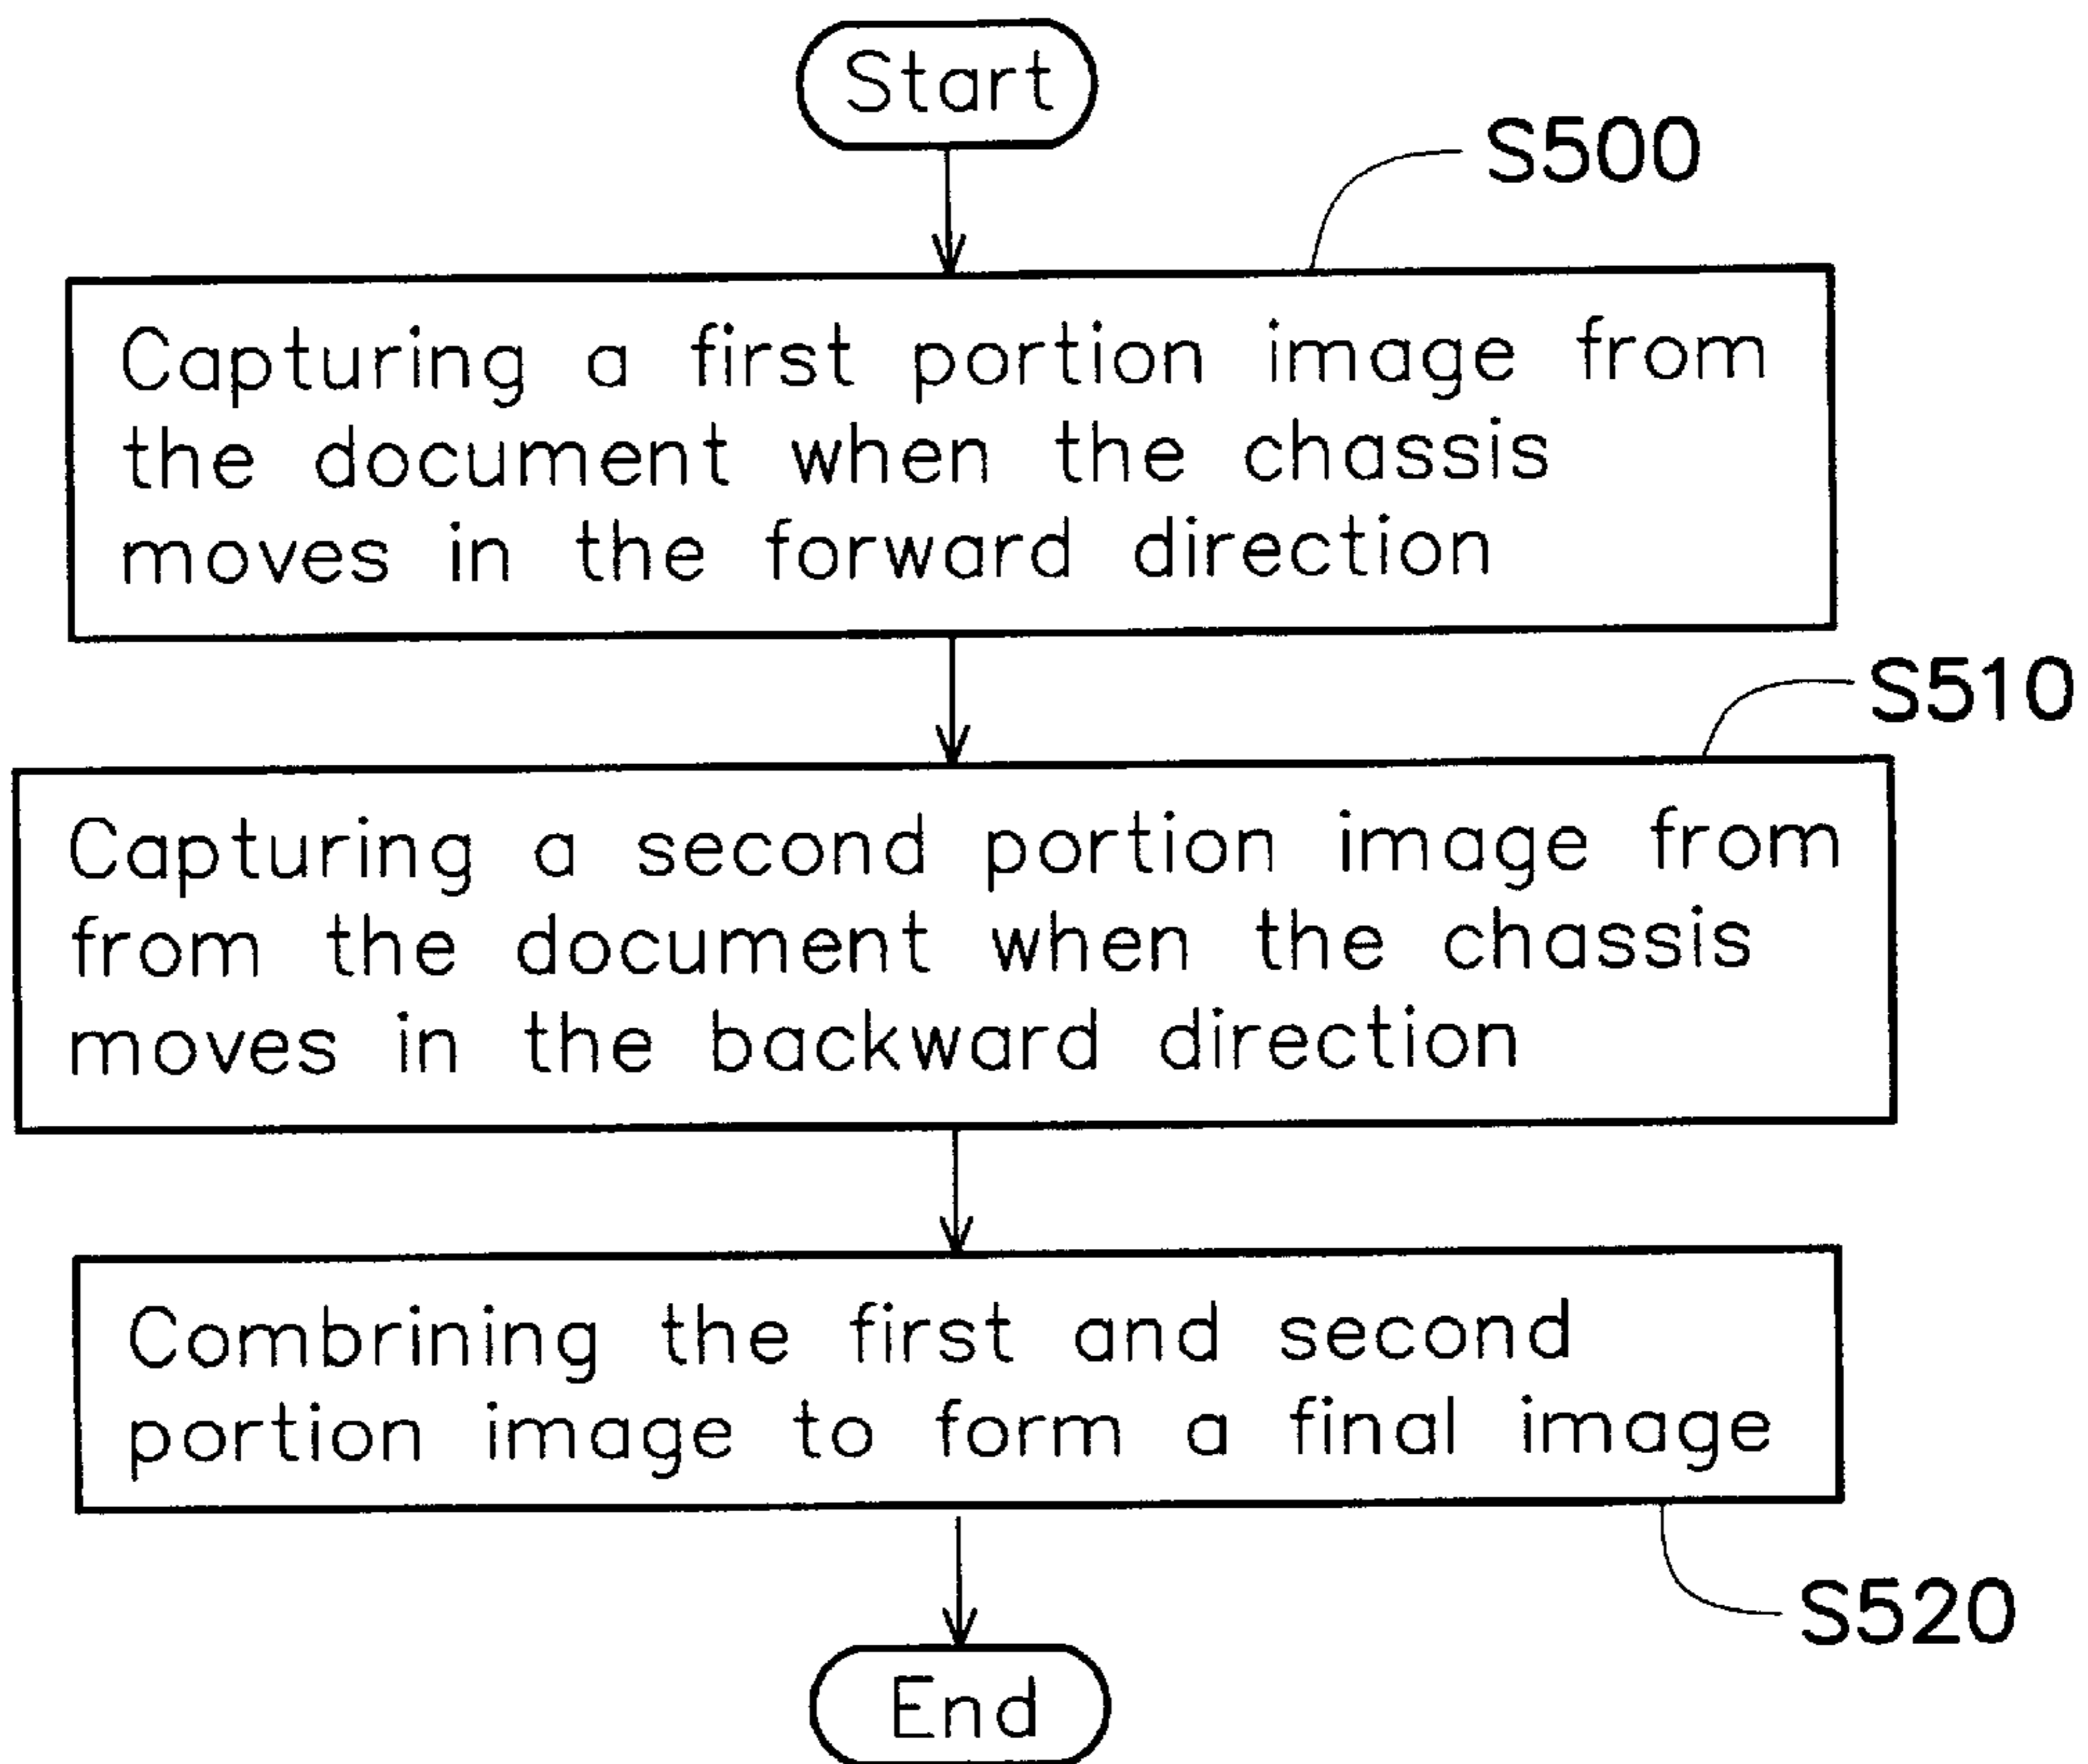 Start
S500
Capturing a first portion image from
the document when the chassis
moves in the forward direction
S510
Capturing a second portion image from
from the document when the chassis
moves in the backward direction
Combrining the first and second
portion image to form a final image
S520
End